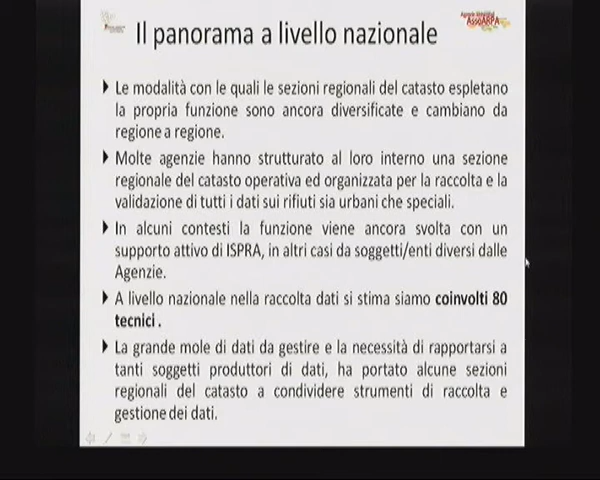 Il panorama a livello nazionale
AssoARPA
Le modalità con le quali le sezioni regionali del catasto espletano
la propria funzione sono ancora diversificate e cambiano da
regione a regione.
Molte agenzie hanno strutturato al loro interno una sezione
regionale del catasto operativa ed organizzata per la raccolta e la
validazione di tutti i dati sui rifiuti sia urbani che speciali.
In alcuni contesti la funzione viene ancora svolta con un
supporto attivo di ISPRA, in altri casi da soggetti/enti diversi dalle
Agenzie.
A livello nazionale nella raccolta dati si stima siamo coinvolti 80
tecnici .
La grande mole di dati da gestire e la necessità di rapportarsi a
tanti soggetti produttori di dati, ha portato alcune sezioni
regionali del catasto a condividere strumenti di raccolta e
gestione dei dati.